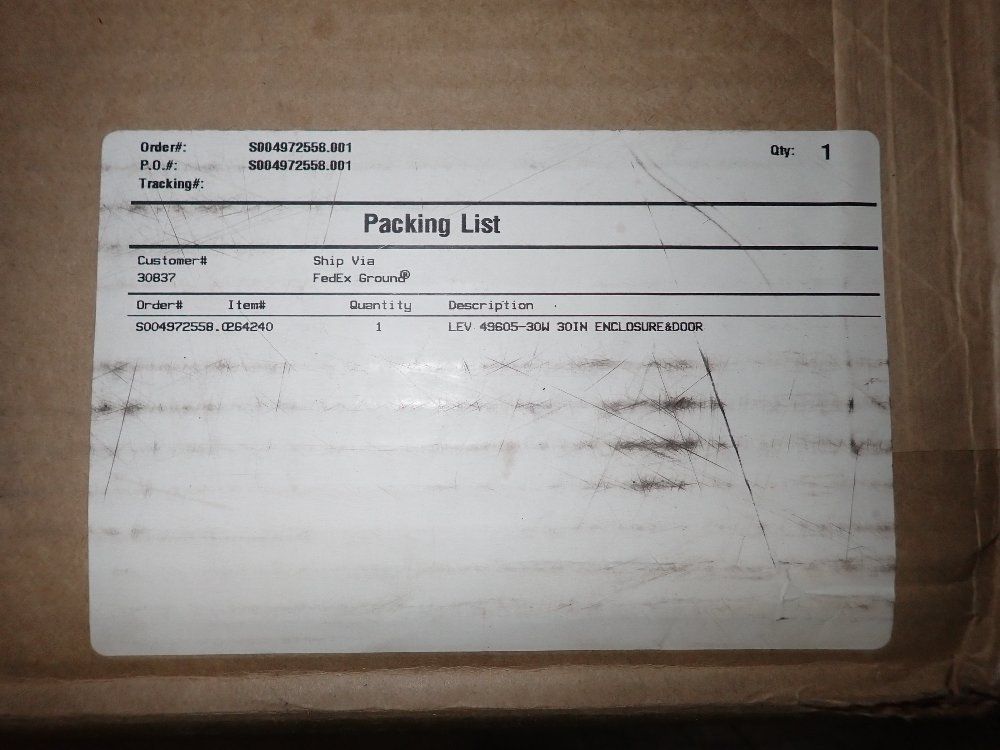 Order#: S004972558.001 Qty: 1
P.O.#: S004972558.001
Tracking#:
Packing List
Customer# Ship Via
30837 FedEx Ground®
Order# Item# Quantity Description
S004972558.0264240 1 LEV 49605-30W 30IN ENCLOSURE&DOOR